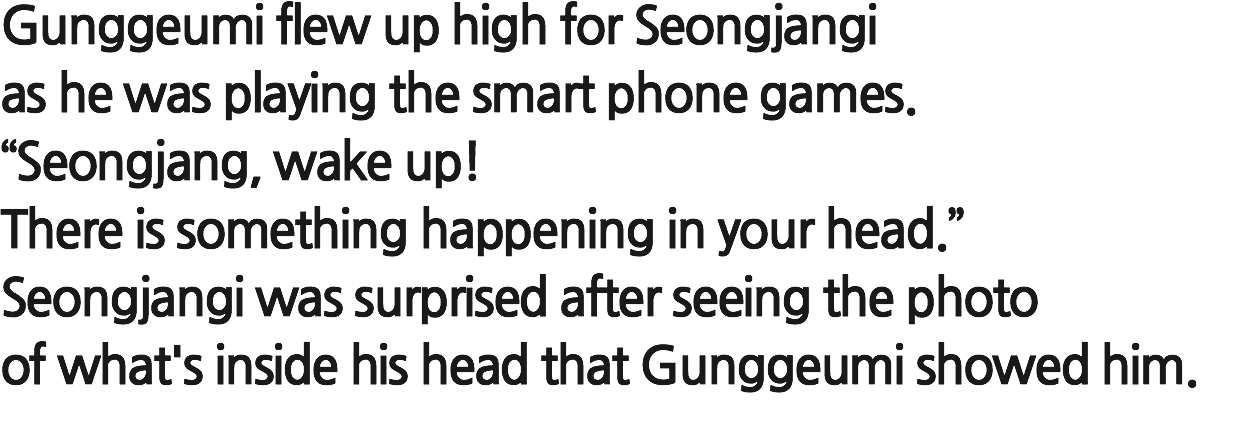 Gunggeumi flew up high for Seongjangi
as he was playing the smart phone games.
“Seongjang, wake up!
There is something happening in your head.”
Seongjangi was surprised after seeing the photo
of what's inside his head that Gunggeumi showed him.